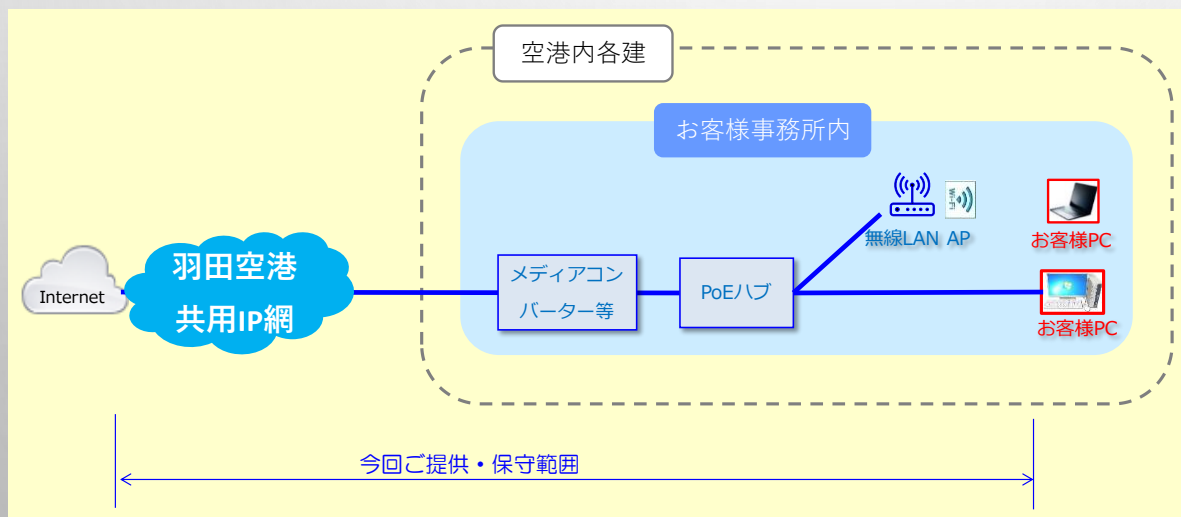 空港内各建
お客様事務所内
Wi-Fi
無線LAN AP
お客様PC
Internet
羽田空港
共用IP網
メディアコン
バーター等
PoEハブ
お客様PC
今回ご提供・保守範囲